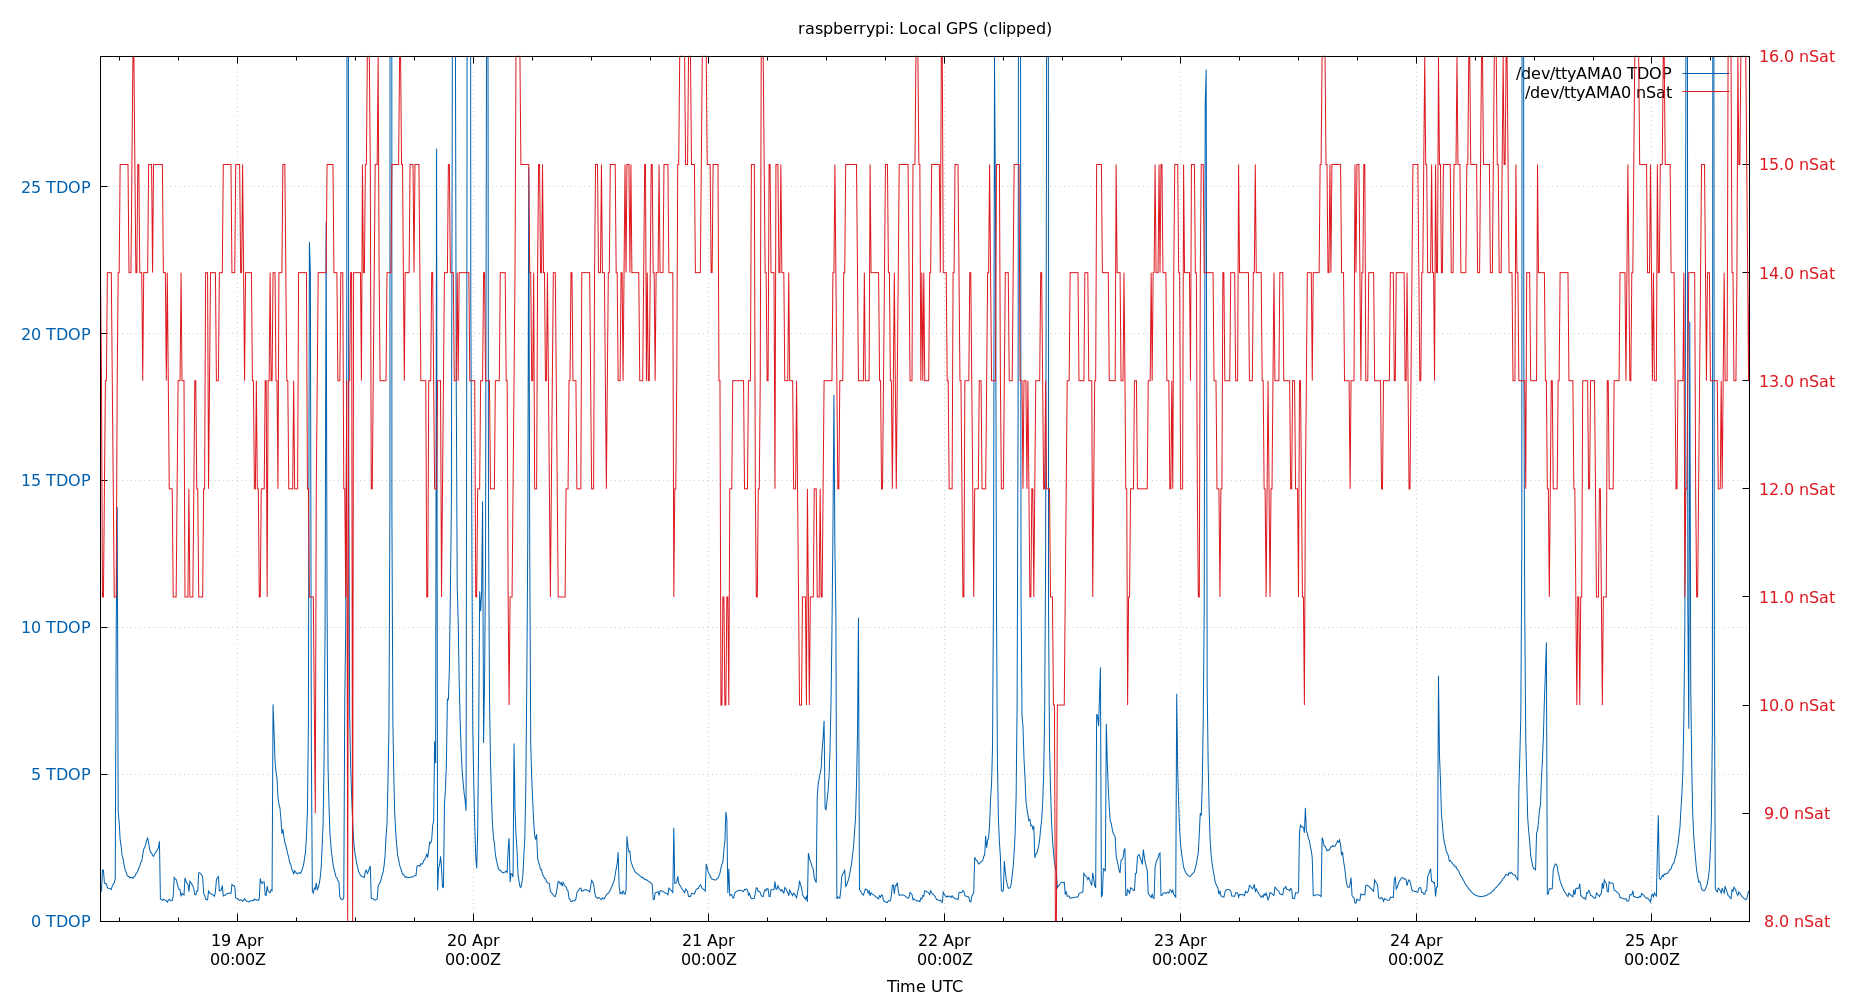 raspberrypi: Local GPS (clipped)
/dev/ttyAMA0 TDOP
/dev/ttyAMA0 nSat
25 TDOP
20 TDOP
15 TDOP
10 TDOP
5 TDOP
0 TDOP
16.0 nSat
15.0 nSat
14.0 nSat
13.0 nSat
12.0 nSat
11.0 nSat
10.0 nSat
9.0 nSat
8.0 nSat
19 Apr 20 Apr 21 Apr 22 Apr 23 Apr 24 Apr 25 Apr
00:00Z 00:00Z 00:00Z 00:00Z 00:00Z 00:00Z 00:00Z
Time UTC